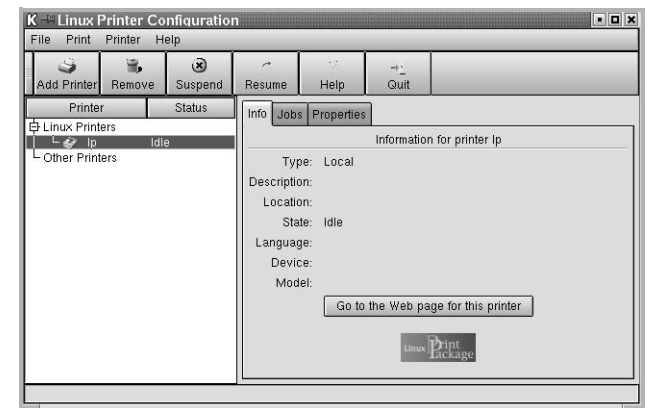 K Linux Printer Configuration
File Print Printer Help
Add Printer Remove Suspend Resume Help Quit
Printer Status
Info Jobs Properties
Linux Printers
lp Idle
Other Printers
Information for printer lp
Type: Local
Description:
Location:
State: Idle
Language:
Device:
Model:
Go to the Web page for this printer
Linux Print
Package